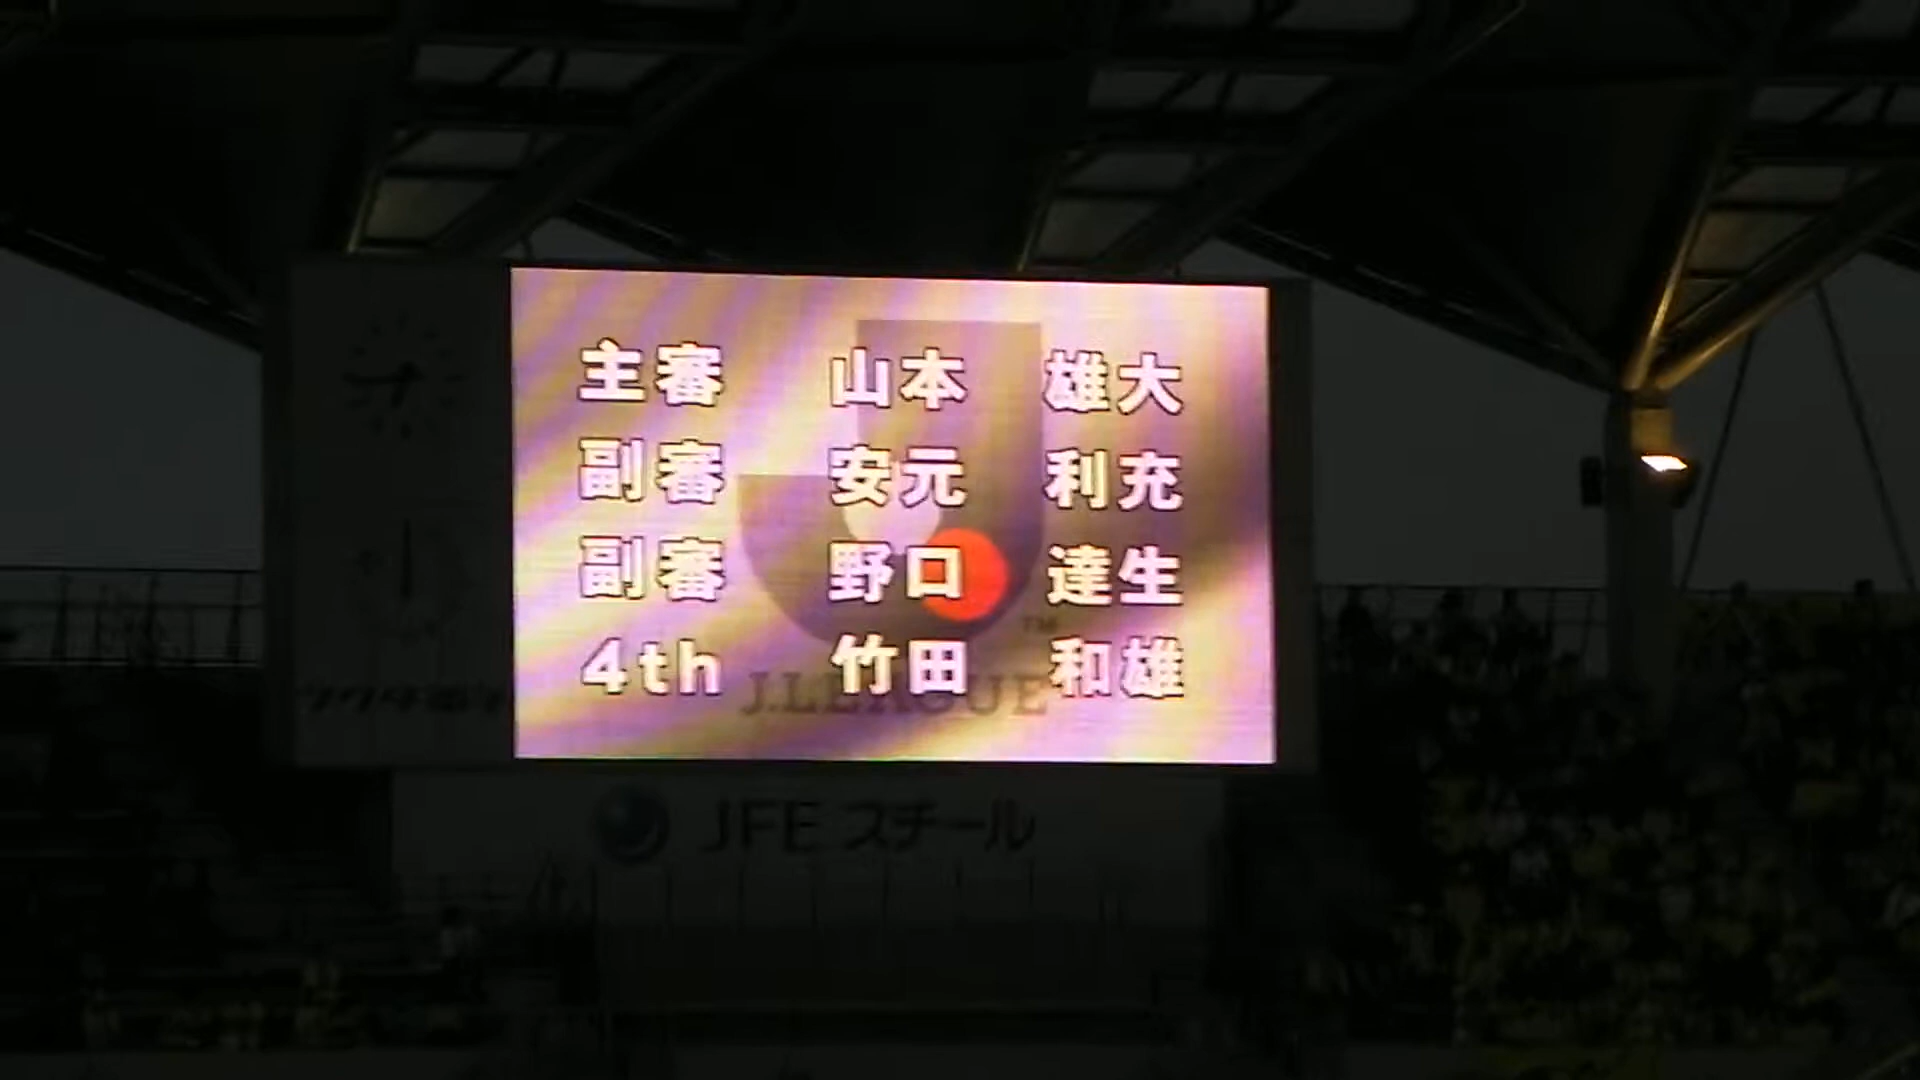 主審 山本 雄大
副審 安元 利充
副審 野口 達生
TM
4th 竹田 和雄
J.LEAGUE
JFE スチール